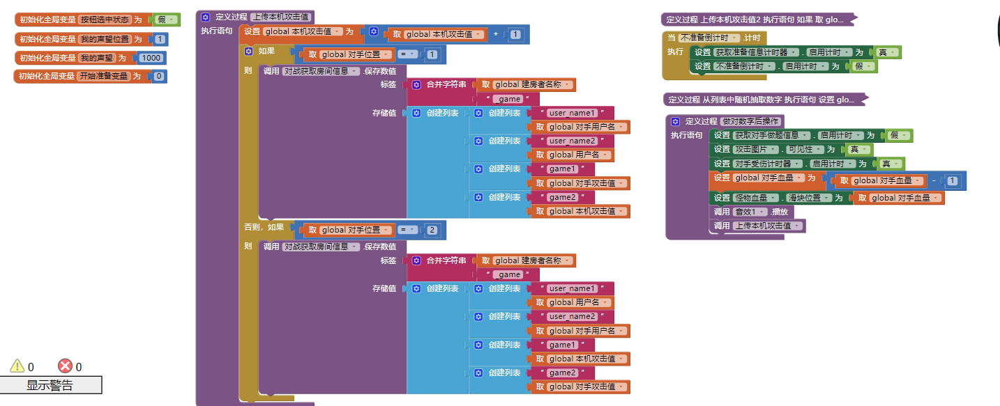 初始化全局变量 按钮选中状态 为 假
初始化全局变量 我的声望位置 为 1
初始化全局变量 我的声望 为 1000
初始化全局变量 开始准备变量 为 0
0 0
显示警告
定义过程 上传本机攻击值
执行语句 设置 global 本机攻击值 为 取 global 本机攻击值 + 1
如果 取 global 对手位置 = 1
则 调用 对战获取房间信息 .保存数值
标签 合并字符串 取 global 建房者名称
“ _game ”
存储值 创建列表 创建列表 “ user_name1 ”
取 global 对手用户名
创建列表 “ user_name2 ”
取 global 用户名
创建列表 “ game1 ”
取 global 对手攻击值
创建列表 “ game2 ”
取 global 本机攻击值
否则，如果 取 global 对手位置 = 2
则 调用 对战获取房间信息 .保存数值
标签 合并字符串 取 global 建房者名称
“ _game ”
存储值 创建列表 创建列表 “ user_name1 ”
取 global 用户名
创建列表 “ user_name2 ”
取 global 对手用户名
创建列表 “ game1 ”
取 global 本机攻击值
创建列表 “ game2 ”
取 global 对手攻击值
定义过程 上传本机攻击值2 执行语句 如果 取 glo...
当 不准备倒计时 .计时
执行 设置 获取准备信息计时器 . 启用计时 为 真
设置 不准备倒计时 . 启用计时 为 假
定义过程 从列表中随机抽取数字 执行语句 设置 glo...
定义过程 做对数字后操作
执行语句 设置 获取对手做题信息 . 启用计时 为 假
设置 攻击图片 . 可见性 为 真
设置 对手受伤计时器 . 启用计时 为 真
设置 global 对手血量 为 取 global 对手血量 - 1
设置 怪物血量 . 滑块位置 为 取 global 对手血量
调用 音效1 .播放
调用 上传本机攻击值